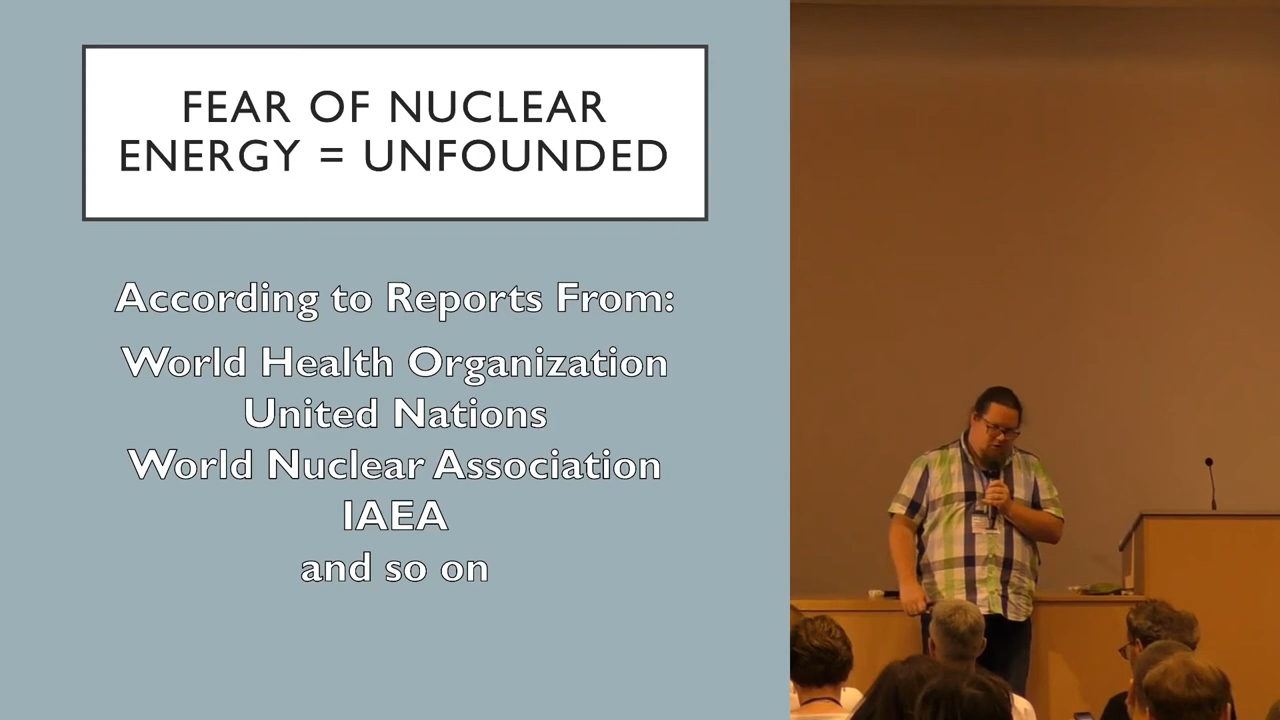 FEAR OF NUCLEAR
ENERGY = UNFOUNDED
According to Reports From:
World Health Organization
United Nations
World Nuclear Association
IAEA
and so on